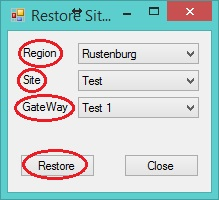 Restore Sit...
Region Rustenburg
Site Test
GateWay Test 1
Restore Close